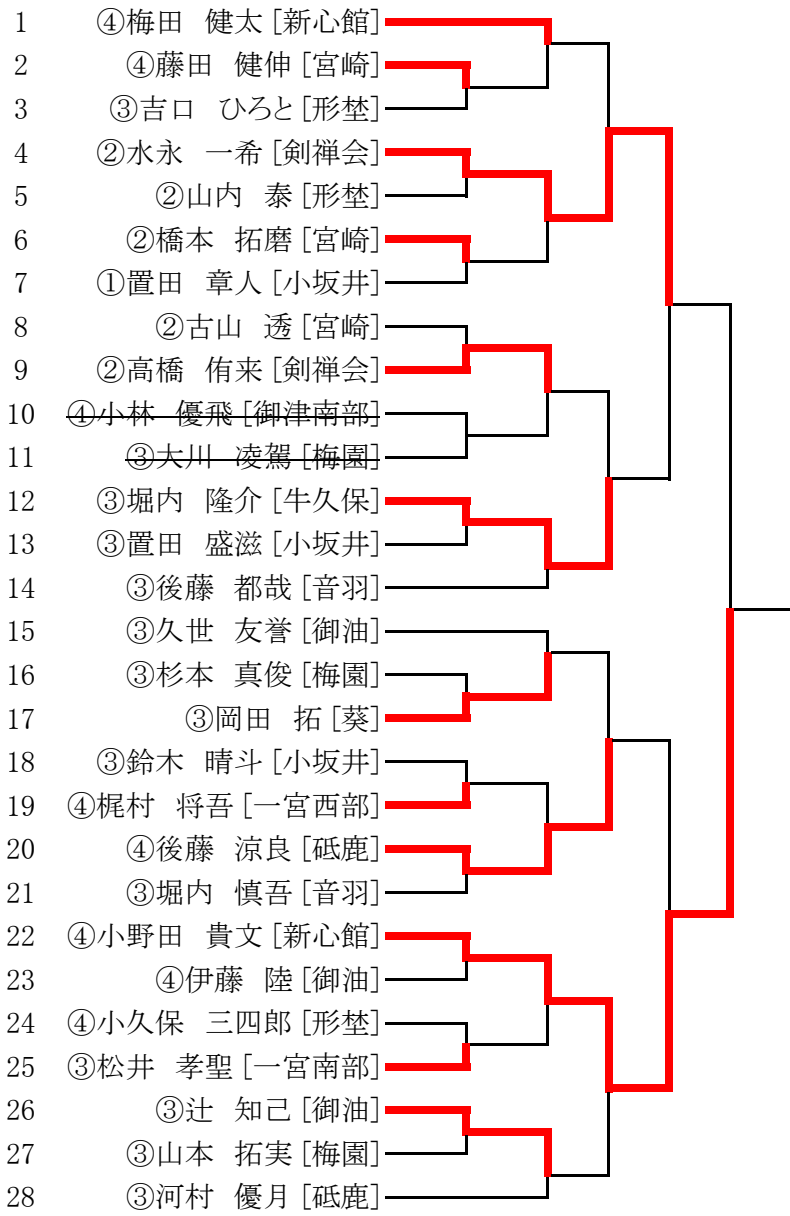 1 ④梅田 健太 [新心館]
2 ④藤田 健伸 [宮崎]
3 ③吉口 ひろと [形埜]
4 ②水永 一希 [剣禅会]
5 ②山内 泰 [形埜]
6 ②橋本 拓磨 [宮崎]
7 ①置田 章人 [小坂井]
8 ②古山 透 [宮崎]
9 ②高橋 侑来 [剣禅会]
10 ④小林 優飛 [御津南部]
11 ③大川 凌駕 [梅園]
12 ③堀内 隆介 [牛久保]
13 ③置田 盛滋 [小坂井]
14 ③後藤 都哉 [音羽]
15 ③久世 友誉 [御油]
16 ③杉本 真俊 [梅園]
17 ③岡田 拓 [葵]
18 ③鈴木 晴斗 [小坂井]
19 ④梶村 将吾 [一宮西部]
20 ④後藤 涼良 [砥鹿]
21 ③堀内 慎吾 [音羽]
22 ④小野田 貴文 [新心館]
23 ④伊藤 陸 [御油]
24 ④小久保 三四郎 [形埜]
25 ③松井 孝聖 [一宮南部]
26 ③辻 知己 [御油]
27 ③山本 拓実 [梅園]
28 ③河村 優月 [砥鹿]